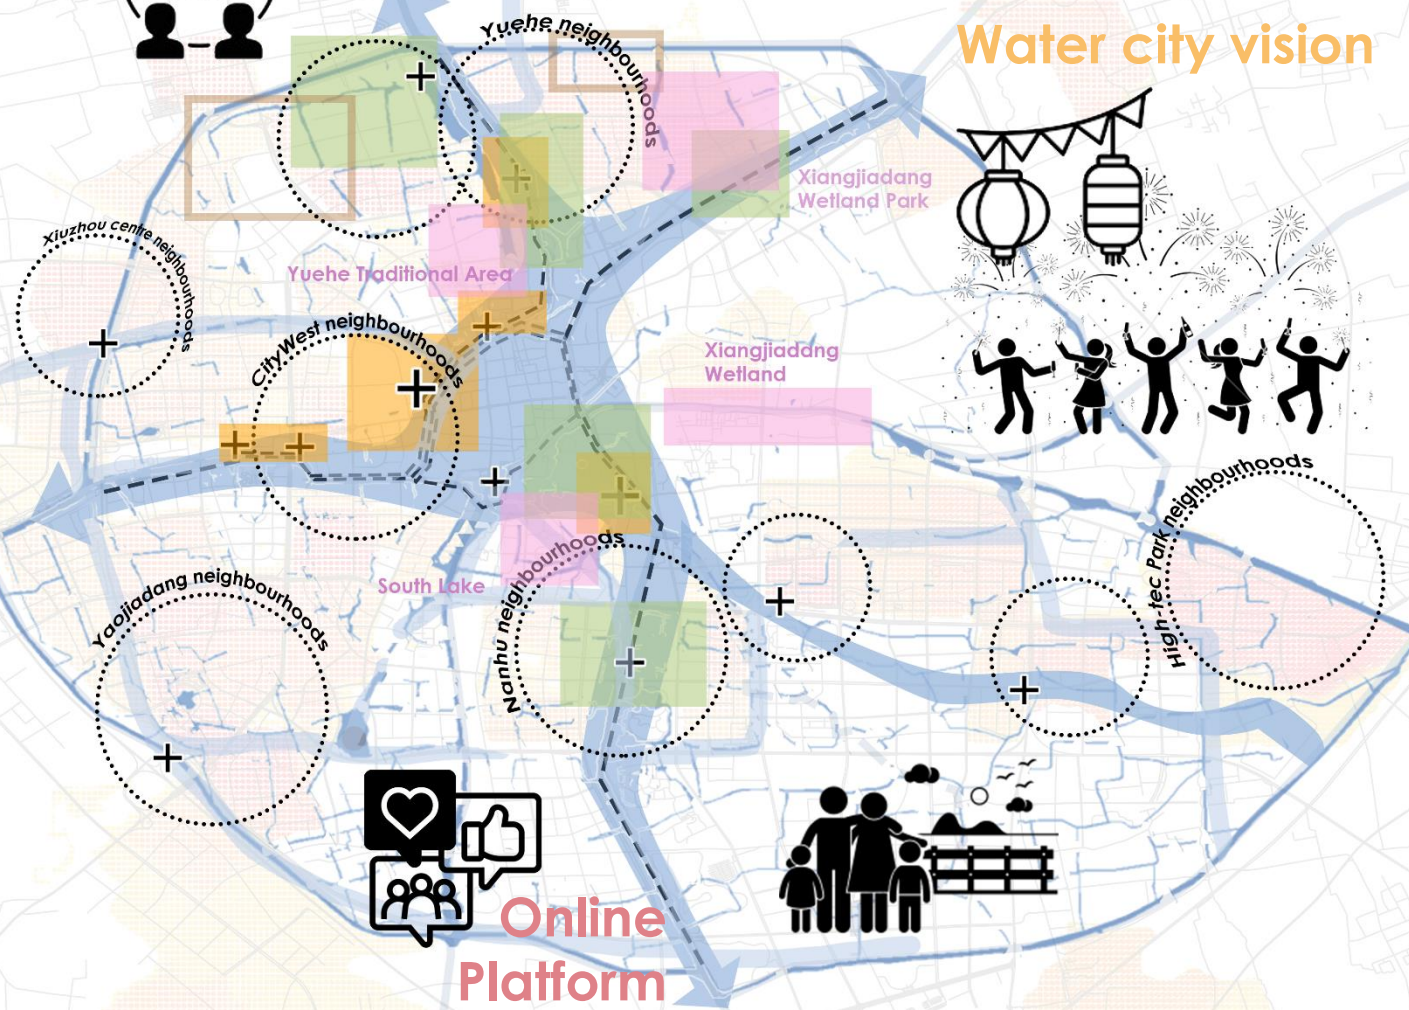 Water city vision
Yuehe neighbourhoods
Xiangjiadang
Wetland Park
Xiuzhou centre neighbourhoods
Yuehe Traditional Area
CityWest neighbourhoods
Xiangjiadang
Wetland
High-tec Park neighbourhoods
Nanhu neighbourhoods
South Lake
Yaojiadang neighbourhoods
Online
Platform